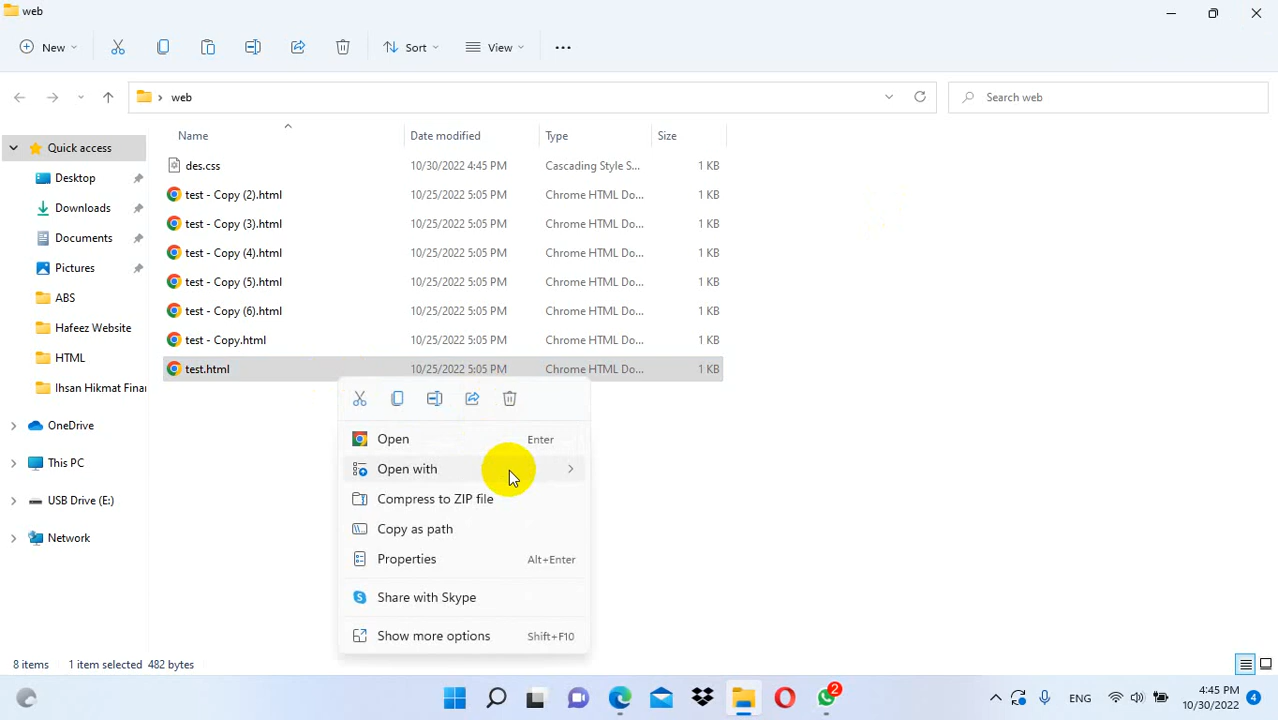 web
New
Sort
View
web
Search web
Name Date modified Type Size
Quick access
Desktop
Downloads
Documents
Pictures
ABS
Hafeez Website
HTML
Ihsan Hikmat Finar
OneDrive
This PC
USB Drive (E:)
Network
des.css 10/30/2022 4:45 PM Cascading Style S... 1 KB
test - Copy (2).html 10/25/2022 5:05 PM Chrome HTML Do... 1 KB
test - Copy (3).html 10/25/2022 5:05 PM Chrome HTML Do... 1 KB
test - Copy (4).html 10/25/2022 5:05 PM Chrome HTML Do... 1 KB
test - Copy (5).html 10/25/2022 5:05 PM Chrome HTML Do... 1 KB
test - Copy (6).html 10/25/2022 5:05 PM Chrome HTML Do... 1 KB
test - Copy.html 10/25/2022 5:05 PM Chrome HTML Do... 1 KB
test.html 10/25/2022 5:05 PM Chrome HTML Do... 1 KB
Open Enter
Open with
Compress to ZIP file
Copy as path
Properties Alt+Enter
Share with Skype
Show more options Shift+F10
8 items 1 item selected 482 bytes
2
ENG
4:45 PM
10/30/2022
4